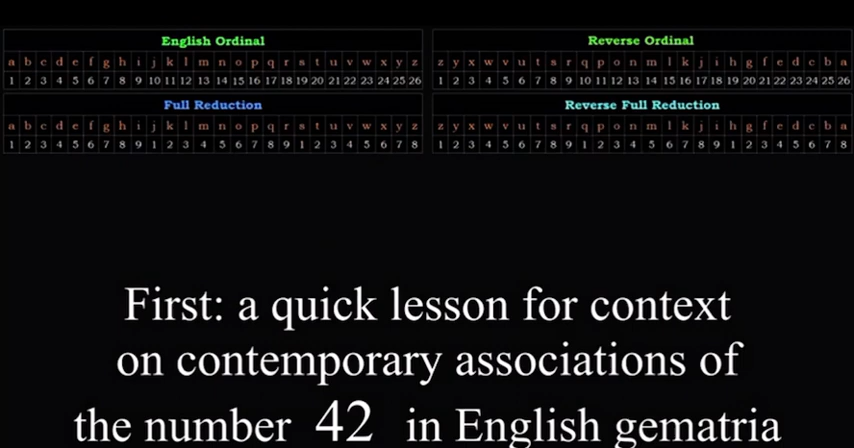 English Ordinal
a b c d e f g h i j k l m n o p q r s t u v w x y z
1 2 3 4 5 6 7 8 9 10 11 12 13 14 15 16 17 18 19 20 21 22 23 24 25 26
Reverse Ordinal
z y x w v u t s r q p o n m l k j i h g f e d c b a
1 2 3 4 5 6 7 8 9 10 11 12 13 14 15 16 17 18 19 20 21 22 23 24 25 26
Full Reduction
a b c d e f g h i j k l m n o p q r s t u v w x y z
1 2 3 4 5 6 7 8 9 1 2 3 4 5 6 7 8 9 1 2 3 4 5 6 7 8
Reverse Full Reduction
z y x w v u t s r q p o n m l k j i h g f e d c b a
1 2 3 4 5 6 7 8 9 1 2 3 4 5 6 7 8 9 1 2 3 4 5 6 7 8
First: a quick lesson for context
on contemporary associations of
the number 42 in English gematria